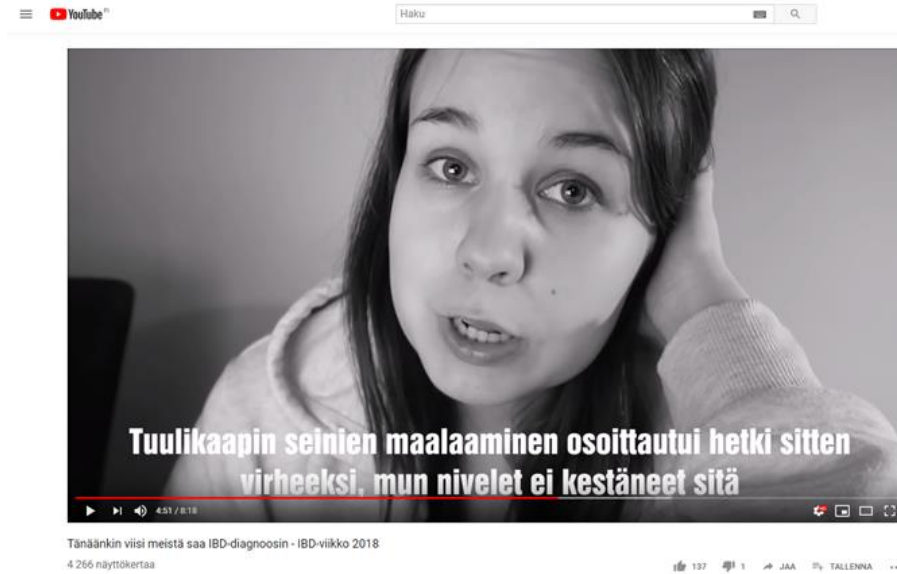 YouTube FI
Haku
Tuulikaapin seinien maalaaminen osoittautui hetki sitten
virheeksi, mun nivelet ei kestäneet sitä
4:51 / 8:18
Tänäänkin viisi meistä saa IBD-diagnoosin - IBD-viikko 2018
4 266 näyttökertaa
137 1 JAA TALLENNA